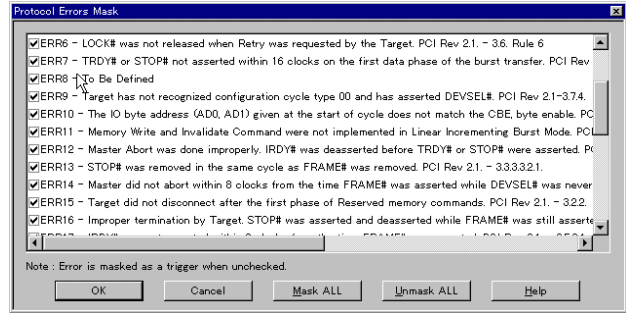 Protocol Errors Mask
ERR6 - LOCK# was not released when Retry was requested by the Target. PCI Rev 2.1. - 3.6. Rule 6
ERR7 - TRDY# or STOP# not asserted within 16 clocks on the first data phase of the burst transfer. PCI Rev
ERR8 - To Be Defined
ERR9 - Target has not recognized configuration cycle type 00 and has asserted DEVSEL#. PCI Rev 2.1-3.7.4.
ERR10 - The IO byte address (AD0, AD1) given at the start of cycle does not match the CBE, byte enable. PC
ERR11 - Memory Write and Invalidate Command were not implemented in Linear Incrementing Burst Mode. PCI
ERR12 - Master Abort was done improperly. IRDY# was deasserted before TRDY# or STOP# were asserted. PC
ERR13 - STOP# was removed in the same cycle as FRAME# was removed. PCI Rev 2.1. - 3.3.3.3.2.1.
ERR14 - Master did not abort within 8 clocks from the time FRAME# was asserted while DEVSEL# was never
ERR15 - Target did not disconnect after the first phase of Reserved memory commands. PCI Rev 2.1. - 3.2.2.
ERR16 - Improper termination by Target. STOP# was asserted and deasserted while FRAME# was still asserte
Note : Error is masked as a trigger when unchecked.
OK Cancel Mask ALL Unmask ALL Help